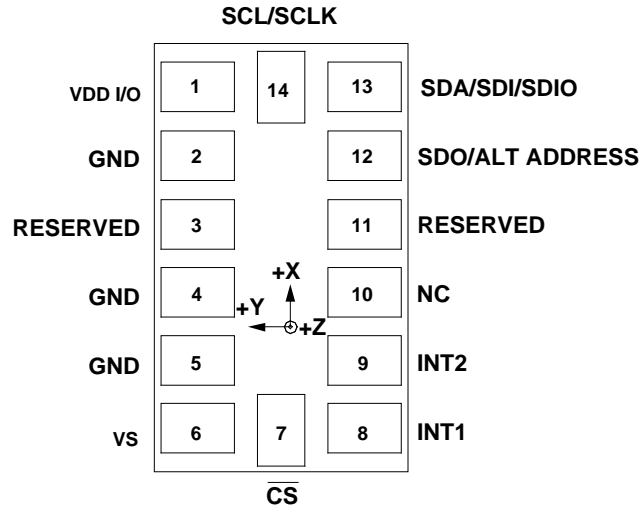 SCL/SCLK
VDD I/O 1 14 13 SDA/SDI/SDIO
GND 2 12 SDO/ALT ADDRESS
RESERVED 3 11 RESERVED
+X
GND 4 10 NC
+Y
+Z
GND 5 9 INT2
VS 6 7 8 INT1
CS